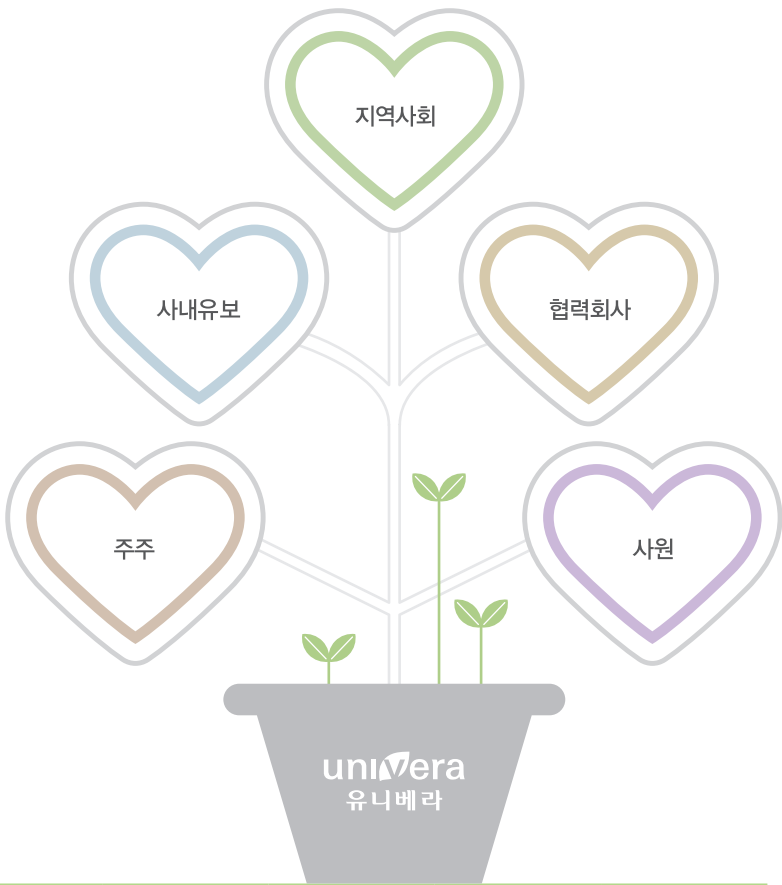 지역사회
사내유보
협력회사
주주
사원
univera
유니베라